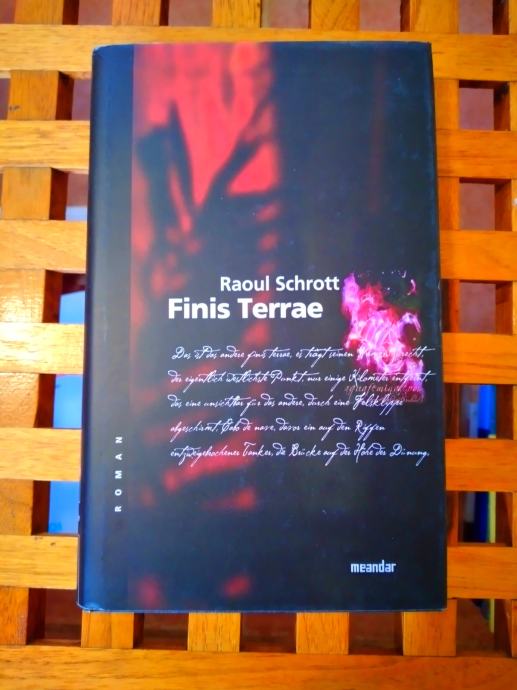 Raoul Schrott
Finis Terrae
Das ist das andere finis terrae, es trägt seinen Namen zurecht,
der eigentlich westlichste Punkt, nur einige Kilometer entfernt,
das eine unsichtbar für das andere, durch eine Felsklippe
abgeschirmt. Cabo de nave, davor ein auf den Riffen
entzweigebrochener Tanker, die Brücke auf der Höhe der Dünung.
ROMAN
meandar